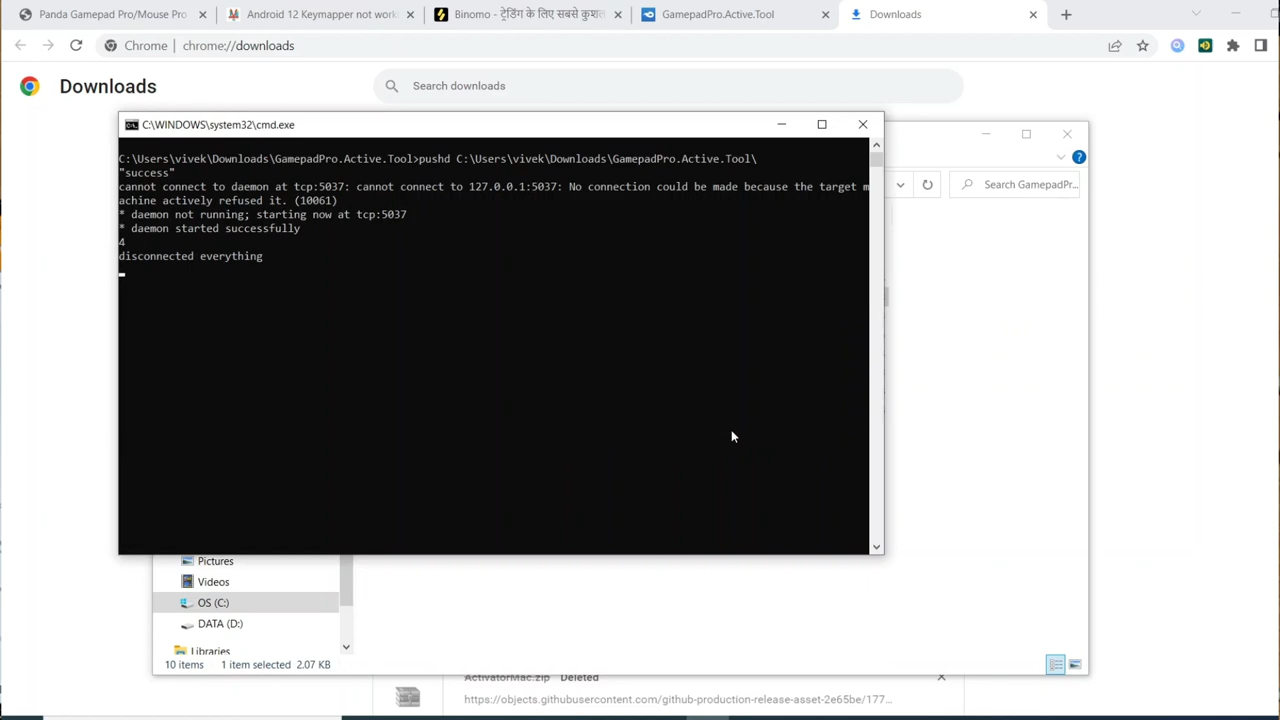 Panda Gamepad Pro/Mouse Pro
Android 12 Keymapper not work
Binomo - ट्रेडिंग के लिए सबसे कुशल
GamepadPro.Active.Tool
Downloads
Chrome
chrome://downloads
Downloads
Search downloads
C:\WINDOWS\system32\cmd.exe
C:\Users\vivek\Downloads\GamepadPro.Active.Tool>pushd C:\Users\vivek\Downloads\GamepadPro.Active.Tool\
"success"
cannot connect to daemon at tcp:5037: cannot connect to 127.0.0.1:5037: No connection could be made because the target m
achine actively refused it. (10061)
* daemon not running; starting now at tcp:5037
* daemon started successfully
4
disconnected everything
Search GamepadPr...
Pictures
Videos
OS (C:)
DATA (D:)
Libraries
10 items
1 item selected 2.07 KB
ActivatorMac.zip Deleted
https://objects.githubusercontent.com/github-production-release-asset-2e65be/177...